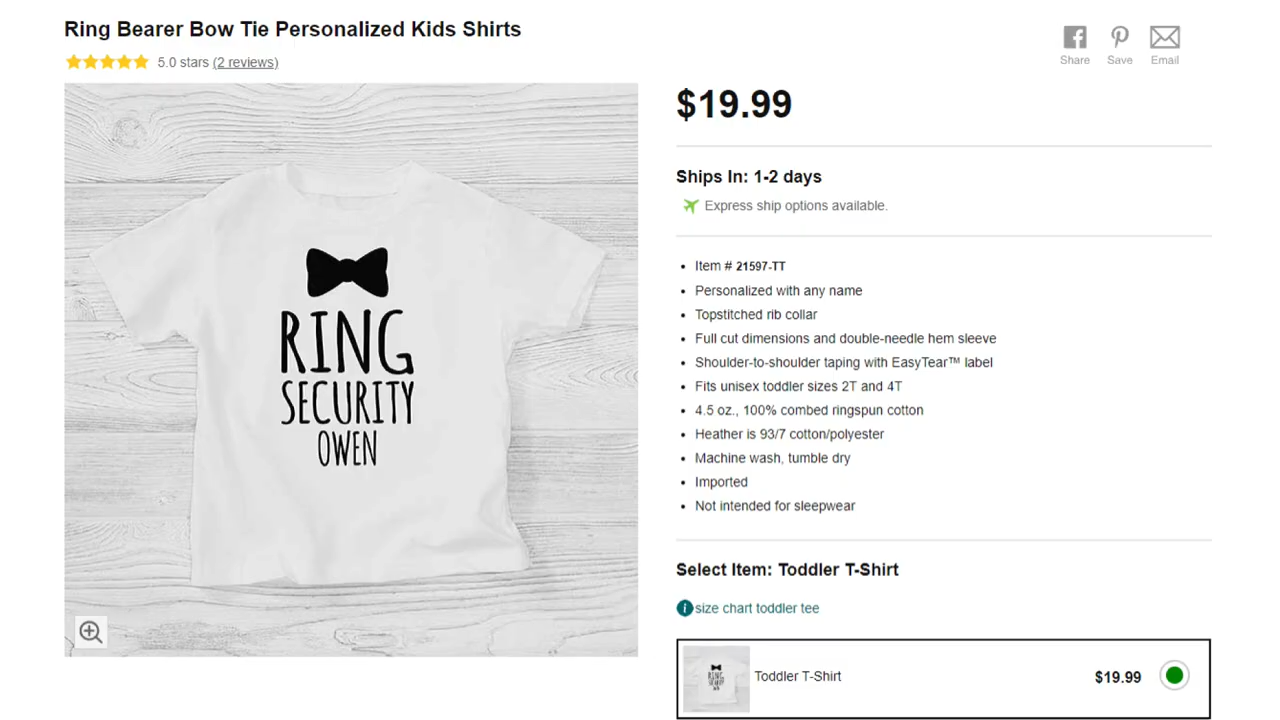 Ring Bearer Bow Tie Personalized Kids Shirts
5.0 stars (2 reviews)
Share
Save
Email
RING
SECURITY
OWEN
$19.99
Ships In: 1-2 days
Express ship options available.
Item # 21597-TT
Personalized with any name
Topstitched rib collar
Full cut dimensions and double-needle hem sleeve
Shoulder-to-shoulder taping with EasyTear™ label
Fits unisex toddler sizes 2T and 4T
4.5 oz., 100% combed ringspun cotton
Heather is 93/7 cotton/polyester
Machine wash, tumble dry
Imported
Not intended for sleepwear
Select Item: Toddler T-Shirt
size chart toddler tee
Toddler T-Shirt $19.99